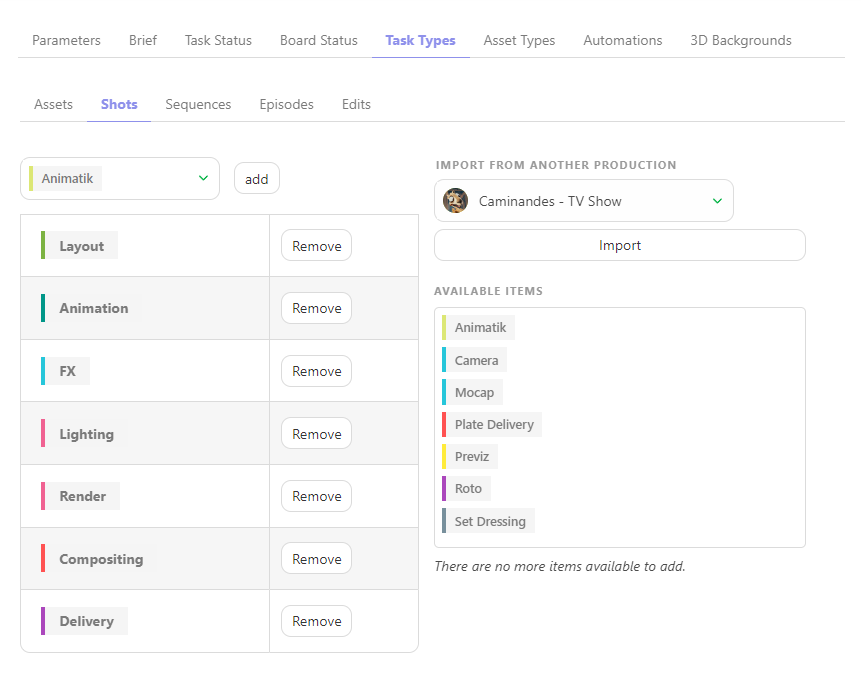 Parameters Brief Task Status Board Status Task Types Asset Types Automations 3D Backgrounds
Assets Shots Sequences Episodes Edits
Animatik add
Layout Remove
Animation Remove
FX Remove
Lighting Remove
Render Remove
Compositing Remove
Delivery Remove
IMPORT FROM ANOTHER PRODUCTION
Caminandes - TV Show
Import
AVAILABLE ITEMS
Animatik
Camera
Mocap
Plate Delivery
Previz
Roto
Set Dressing
There are no more items available to add.